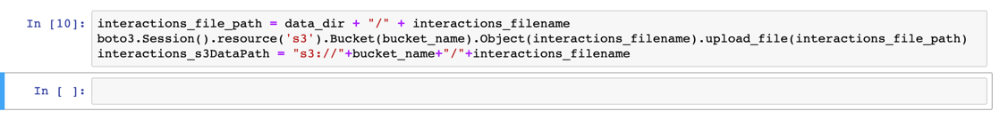 In [10]: interactions_file_path = data_dir + "/" + interactions_filename
boto3.Session().resource('s3').Bucket(bucket_name).Object(interactions_filename).upload_file(interactions_file_path)
interactions_s3DataPath = "s3://"+bucket_name+"/"+interactions_filename
In [ ]: